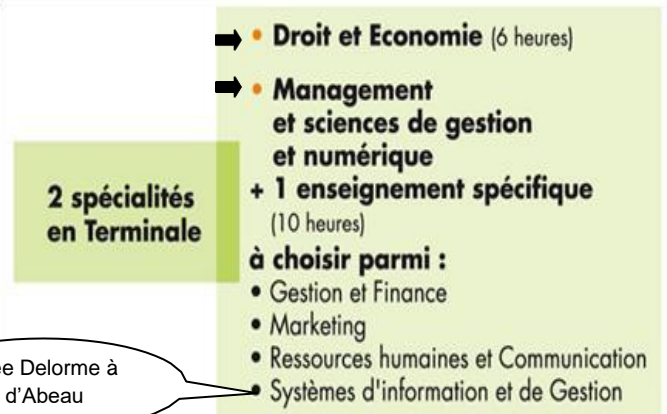 • Droit et Economie (6 heures)
• Management
et sciences de gestion
et numérique
+ 1 enseignement spécifique
(10 heures)
à choisir parmi :
• Gestion et Finance
• Marketing
• Ressources humaines et Communication
• Systèmes d'information et de Gestion
2 spécialités
en Terminale
Delorme à
d'Abeau